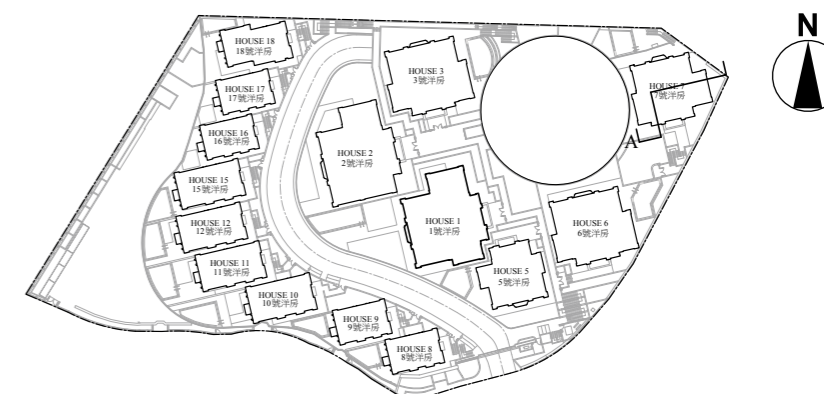 N
HOUSE 18
18號洋房
HOUSE 17
17號洋房
HOUSE 16
16號洋房
HOUSE 15
15號洋房
HOUSE 12
12號洋房
HOUSE 11
11號洋房
HOUSE 10
10號洋房
HOUSE 9
9號洋房
HOUSE 8
8號洋房
HOUSE 3
3號洋房
HOUSE 2
2號洋房
HOUSE 1
1號洋房
HOUSE 5
5號洋房
HOUSE 6
6號洋房
HOUSE 7
7號洋房
A